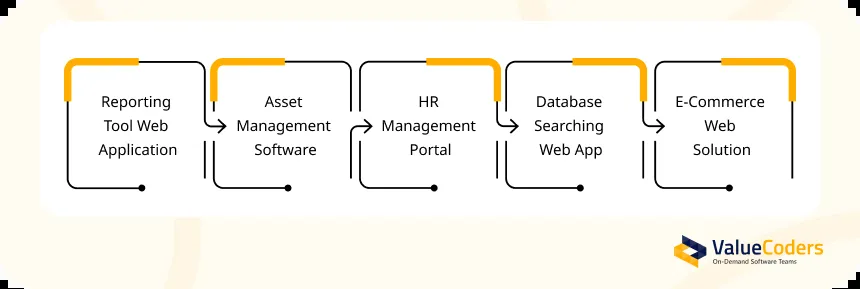 Reporting
Tool Web
Application
Asset
Management
Software
HR
Management
Portal
Database
Searching
Web App
E-Commerce
Web
Solution
ValueCoders
On-Demand Software Teams